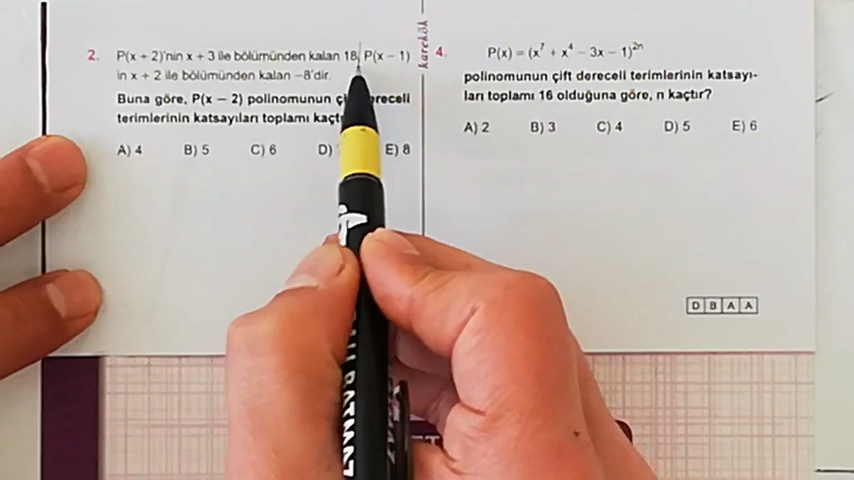 2. P(x + 2)'nin x + 3 ile bölümünden kalan 18, P(x − 1)
in x + 2 ile bölümünden kalan −8'dir.
Buna göre, P(x − 2) polinomunun
terimlerinin katsayıları toplamı
A) 4 B) 5 C) 6 D) E) 8
karekök
4. P(x) = (x⁷ + x⁴ − 3x − 1)²ⁿ
polinomunun çift dereceli terimlerinin katsayı-
ları toplamı 16 olduğuna göre, n kaçtır?
A) 2 B) 3 C) 4 D) 5 E) 6
D B A A